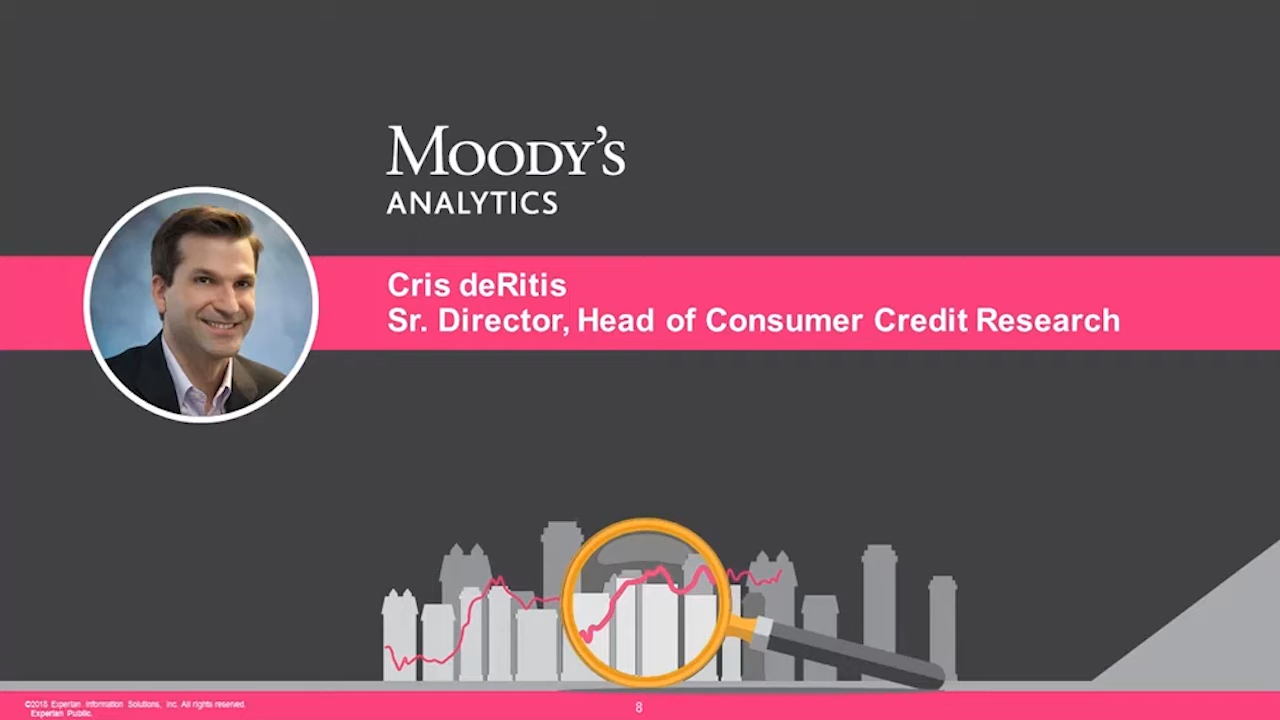 MOODY'S
ANALYTICS
Cris deRitis
Sr. Director, Head of Consumer Credit Research
©2018 Experian Information Solutions, Inc. All rights reserved.
Experian Public.
8